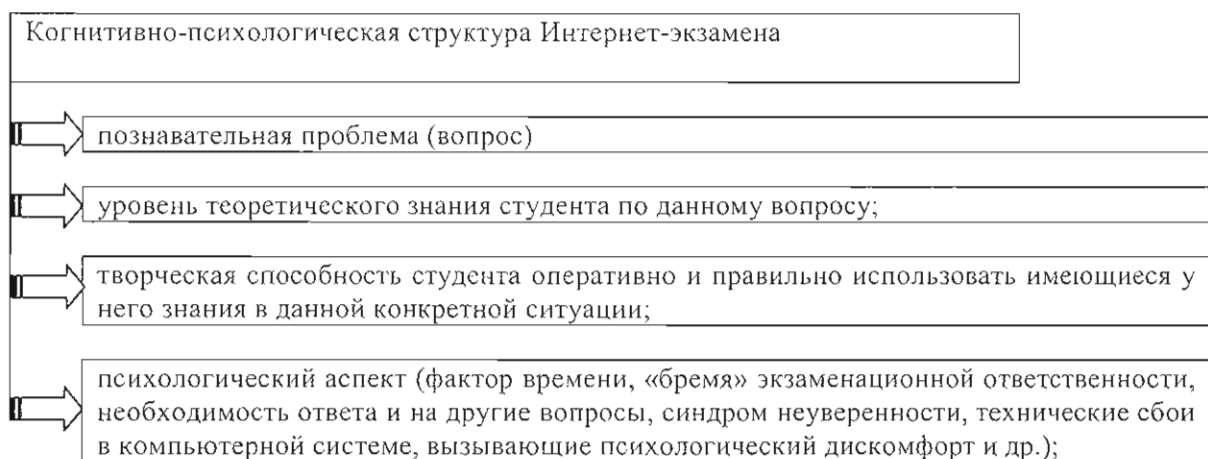 Когнитивно-психологическая структура Интернет-экзамена
познавательная проблема (вопрос)
уровень теоретического знания студента по данному вопросу;
творческая способность студента оперативно и правильно использовать имеющиеся у
него знания в данной конкретной ситуации;
психологический аспект (фактор времени, «бремя» экзаменационной ответственности,
необходимость ответа и на другие вопросы, синдром неуверенности, технические сбои
в компьютерной системе, вызывающие психологический дискомфорт и др.);